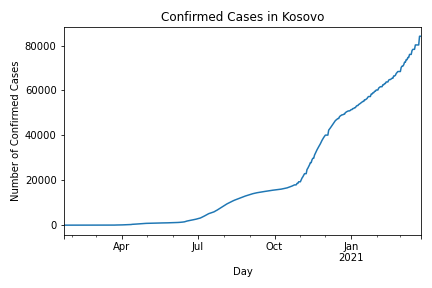 Confirmed Cases in Kosovo
Number of Confirmed Cases
80000
60000
40000
20000
0
Apr
Jul
Oct
Jan
2021
Day